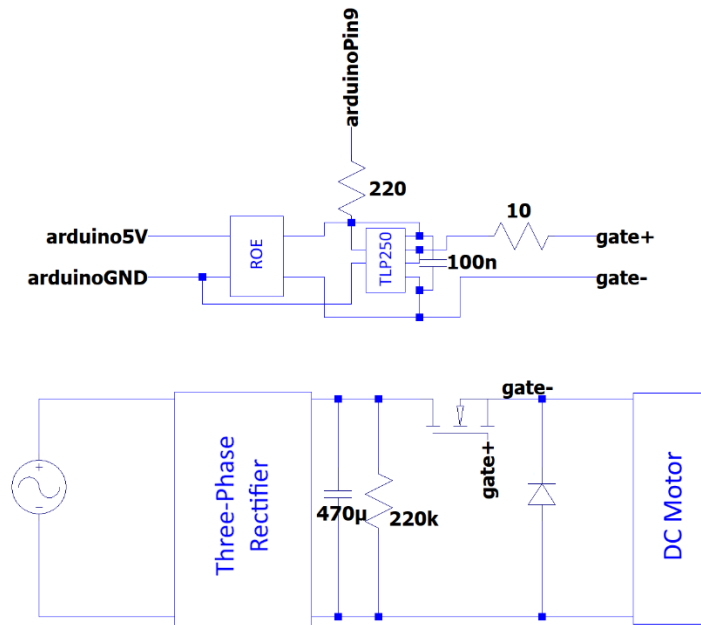 arduinoPin9
220
10
arduino5V
ROE
TLP250
gate+
arduinoGND
100n
gate-
gate-
Three-Phase
Rectifier
470µ
220k
gate+
DC Motor
+
−